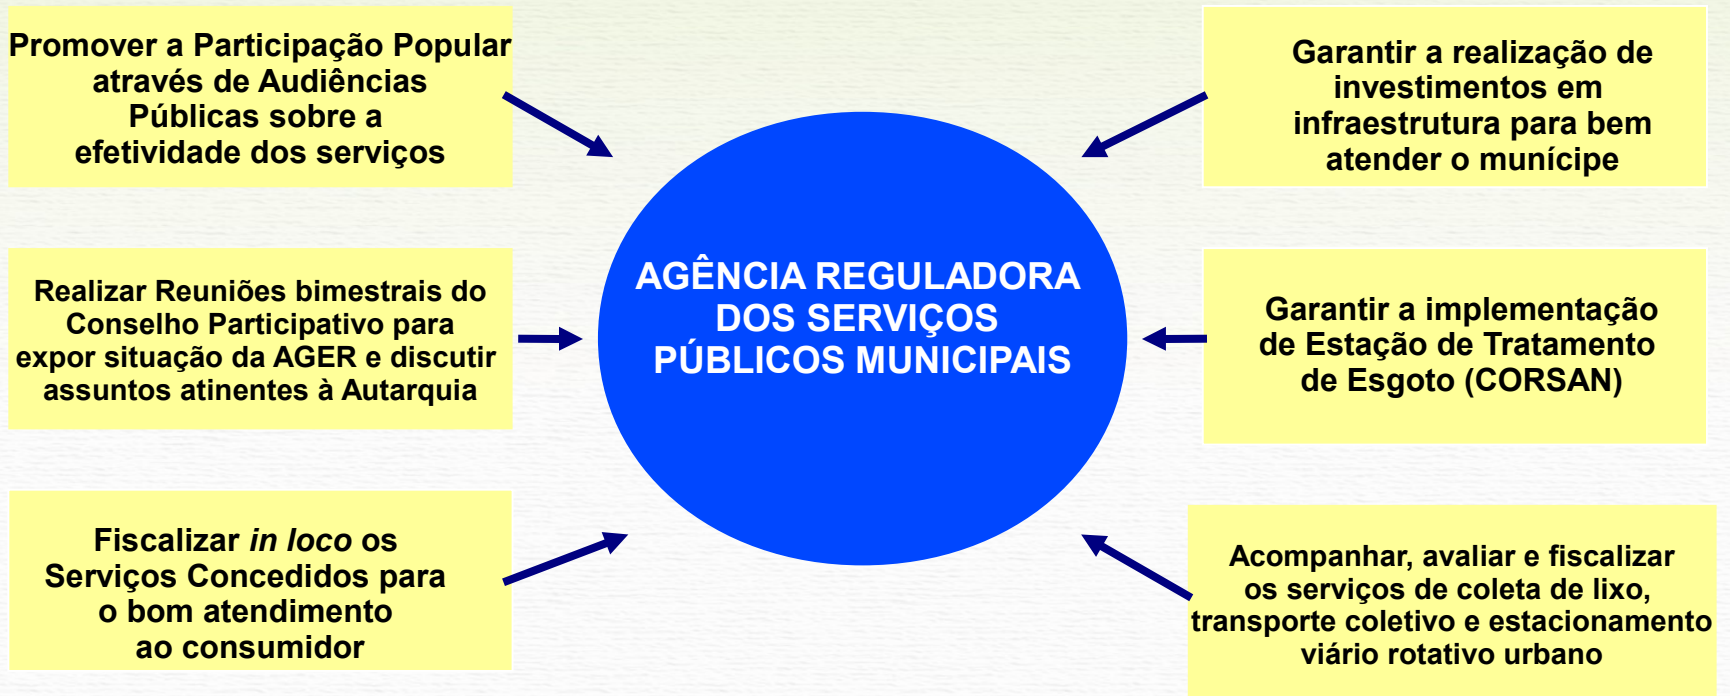 Promover a Participação Popular
através de Audiências
Públicas sobre a
efetividade dos serviços
Realizar Reuniões bimestrais do
Conselho Participativo para
expor situação da AGER e discutir
assuntos atinentes à Autarquia
Fiscalizar in loco os
Serviços Concedidos para
o bom atendimento
ao consumidor
AGÊNCIA REGULADORA
DOS SERVIÇOS
PÚBLICOS MUNICIPAIS
Garantir a realização de
investimentos em
infraestrutura para bem
atender o munícipe
Garantir a implementação
de Estação de Tratamento
de Esgoto (CORSAN)
Acompanhar, avaliar e fiscalizar
os serviços de coleta de lixo,
transporte coletivo e estacionamento
viário rotativo urbano